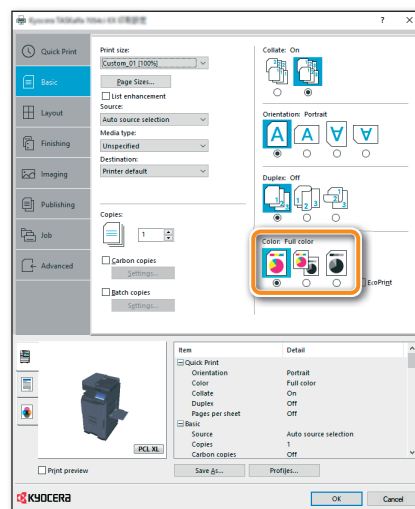 ? ×
Quick Print
Basic
Layout
Finishing
Imaging
Publishing
Job
Advanced
Print size:
Custom_01 [100%]
Page Sizes...
List enhancement
Source:
Auto source selection
Media type:
Unspecified
Destination:
Printer default
Copies:
1
Carbon copies
Settings...
Batch copies
Settings...
Collate: On
Orientation: Portrait
A A A A
Duplex: Off
1 2 3
1 2
Color: Full color
EcoPrint
PCL XL
Print preview
Item Detail
Quick Print
Orientation Portrait
Color Full color
Collate On
Duplex Off
Pages per sheet Off
Basic
Source Auto source selection
Copies 1
Carbon copies Off
Save As... Profiles...
KYOCERA
OK Cancel